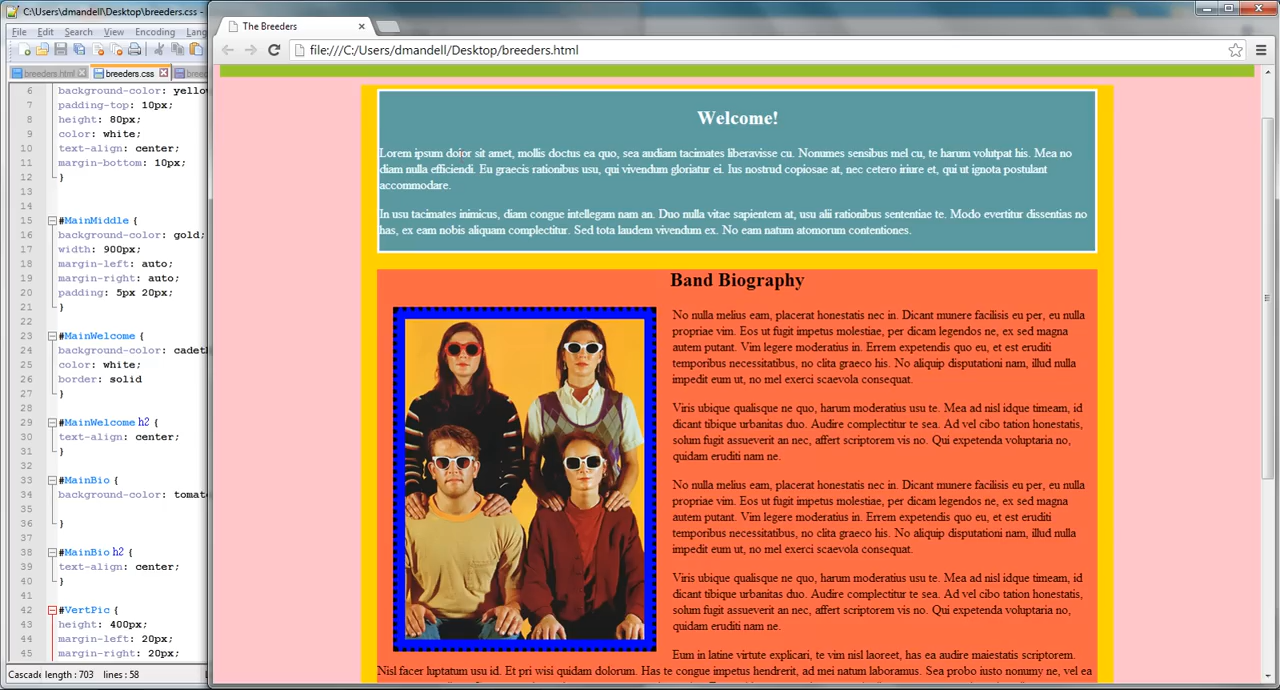 C:\Users\dmandell\Desktop\breeders.css -
File Edit Search View Encoding Lang
breeders.html breeders.css breed
6 background-color: yellow
7 padding-top: 10px;
8 height: 80px;
9 color: white;
10 text-align: center;
11 margin-bottom: 10px;
12 }
13
14
15 #MainMiddle {
16 background-color: gold;
17 width: 900px;
18 margin-left: auto;
19 margin-right: auto;
20 padding: 5px 20px;
21 }
22
23 #MainWelcome {
24 background-color: cadetb
25 color: white;
26 border: solid
27 }
28
29 #MainWelcome h2 {
30 text-align: center;
31 }
32
33 #MainBio {
34 background-color: tomato
35
36 }
37
38 #MainBio h2 {
39 text-align: center;
40 }
41
42 #VertPic {
43 height: 400px;
44 margin-left: 20px;
45 margin-right: 20px;
Cascade length : 703 lines : 58
The Breeders
file:///C:/Users/dmandell/Desktop/breeders.html
Welcome!
Lorem ipsum dolor sit amet, mollis doctus ea quo, sea audiam tacimates liberavisse cu. Nonumes sensibus mel cu, te harum volutpat his. Mea no
diam nulla efficiendi. Eu graecis rationibus usu, qui vivendum gloriatur ei. Ius nostrud copiosae at, nec cetero iriure et, qui ut ignota postulant
accommodare.
In usu tacimates inimicus, diam congue intellegam nam an. Duo nulla vitae sapientem at, usu alii rationibus sententiae te. Modo evertitur dissentias no
has, ex eam nobis aliquam complectitur. Sed tota laudem vivendum ex. No eam natum atomorum contentiones.
Band Biography
No nulla melius eam, placerat honestatis nec in. Dicant munere facilisis eu per, eu nulla
propriae vim. Eos ut fugit impetus molestiae, per dicam legendos ne, ex sed magna
autem putant. Vim legere moderatius in. Errem expetendis quo eu, et est eruditi
temporibus necessitatibus, no clita graeco his. No aliquip disputationi nam, illud nulla
impedit eum ut, no mel exerci scaevola consequat.
Viris ubique qualisque ne quo, harum moderatius usu te. Mea ad nisl idque timeam, id
dicant tibique urbanitas duo. Audire complectitur te sea. Ad vel cibo tation honestatis,
solum fugit assueverit an nec, affert scriptorem vis no. Qui expetenda voluptaria no,
quidam eruditi nam ne.
No nulla melius eam, placerat honestatis nec in. Dicant munere facilisis eu per, eu nulla
propriae vim. Eos ut fugit impetus molestiae, per dicam legendos ne, ex sed magna
autem putant. Vim legere moderatius in. Errem expetendis quo eu, et est eruditi
temporibus necessitatibus, no clita graeco his. No aliquip disputationi nam, illud nulla
impedit eum ut, no mel exerci scaevola consequat.
Viris ubique qualisque ne quo, harum moderatius usu te. Mea ad nisl idque timeam, id
dicant tibique urbanitas duo. Audire complectitur te sea. Ad vel cibo tation honestatis,
solum fugit assueverit an nec, affert scriptorem vis no. Qui expetenda voluptaria no,
quidam eruditi nam ne.
Eum in latine virtute explicari, te vim nisl laoreet, has ea audire maiestatis scriptorem.
Nisl facer luptatum usu id. Et pri wisi quidam dolorum. Has te congue impetus hendrerit, ad mei natum laboramus. Sea probo iusto nonumy ne, vel ea